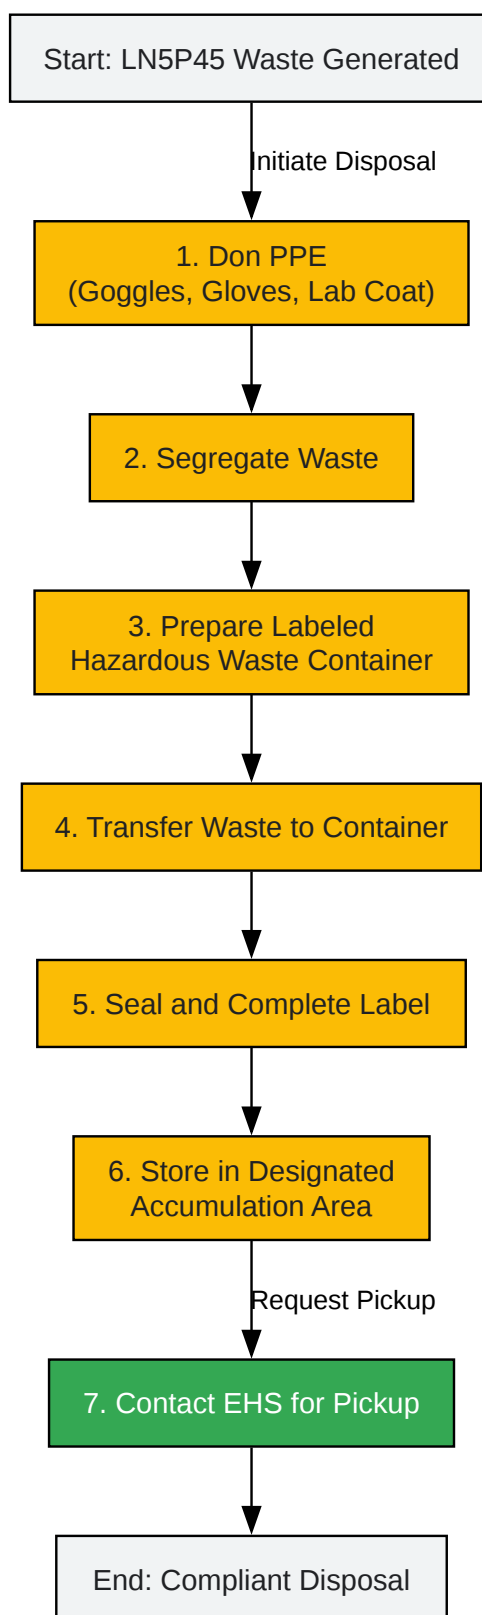 Start: LN5P45 Waste Generated
Initiate Disposal
1. Don PPE
(Goggles, Gloves, Lab Coat)
2. Segregate Waste
3. Prepare Labeled
Hazardous Waste Container
4. Transfer Waste to Container
5. Seal and Complete Label
6. Store in Designated
Accumulation Area
Request Pickup
7. Contact EHS for Pickup
End: Compliant Disposal